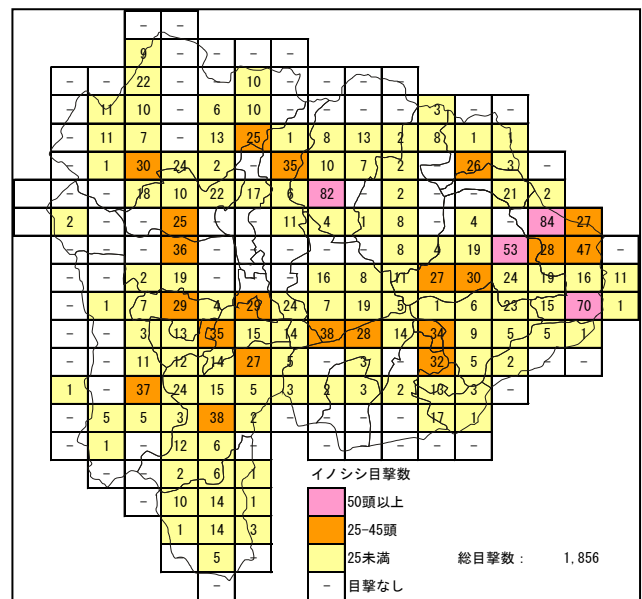 - -
9 - - - -
- - 22 - - 10 - - - -
- 11 10 - 6 10 - - - - 3 - -
- 11 7 - 13 25 1 8 13 2 8 1 1
- 1 30 24 2 - 35 10 7 2 - 26 3 -
- - 18 10 22 17 6 82 - 2 - - 21 2
2 - - 25 - - 11 4 1 8 - 4 - 84 27
- - - 36 - - - - - 8 4 19 53 28 47 -
- - 2 19 - - - 16 8 11 27 30 24 19 16 11
- 1 7 29 4 29 24 7 19 5 1 6 23 15 70 1
- - 3 13 35 15 14 38 28 14 34 9 5 5 1
- - 11 12 14 27 5 - 3 - 32 5 2 - -
1 - 37 24 15 5 3 2 3 2 13 3 -
- 5 5 3 38 2 - - - - 17 1
- 1 - 12 6 - - - - - -
- - 2 6 1
イノシシ目撃数
- 10 14 1 50頭以上
1 14 3 25-45頭
- 5 - 25未満 総目撃数： 1,856
- - 目撃なし